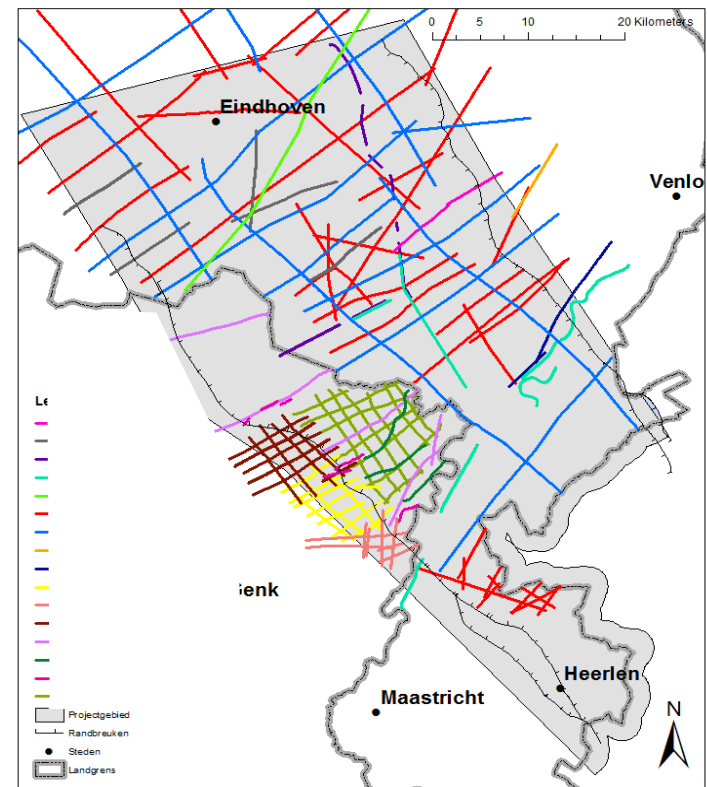 0 5 10 20 Kilometers
Eindhoven
Venlo
Le
Genk
Heerlen
Maastricht
N
Projectgebied
Randbreuken
Steden
Landgrens